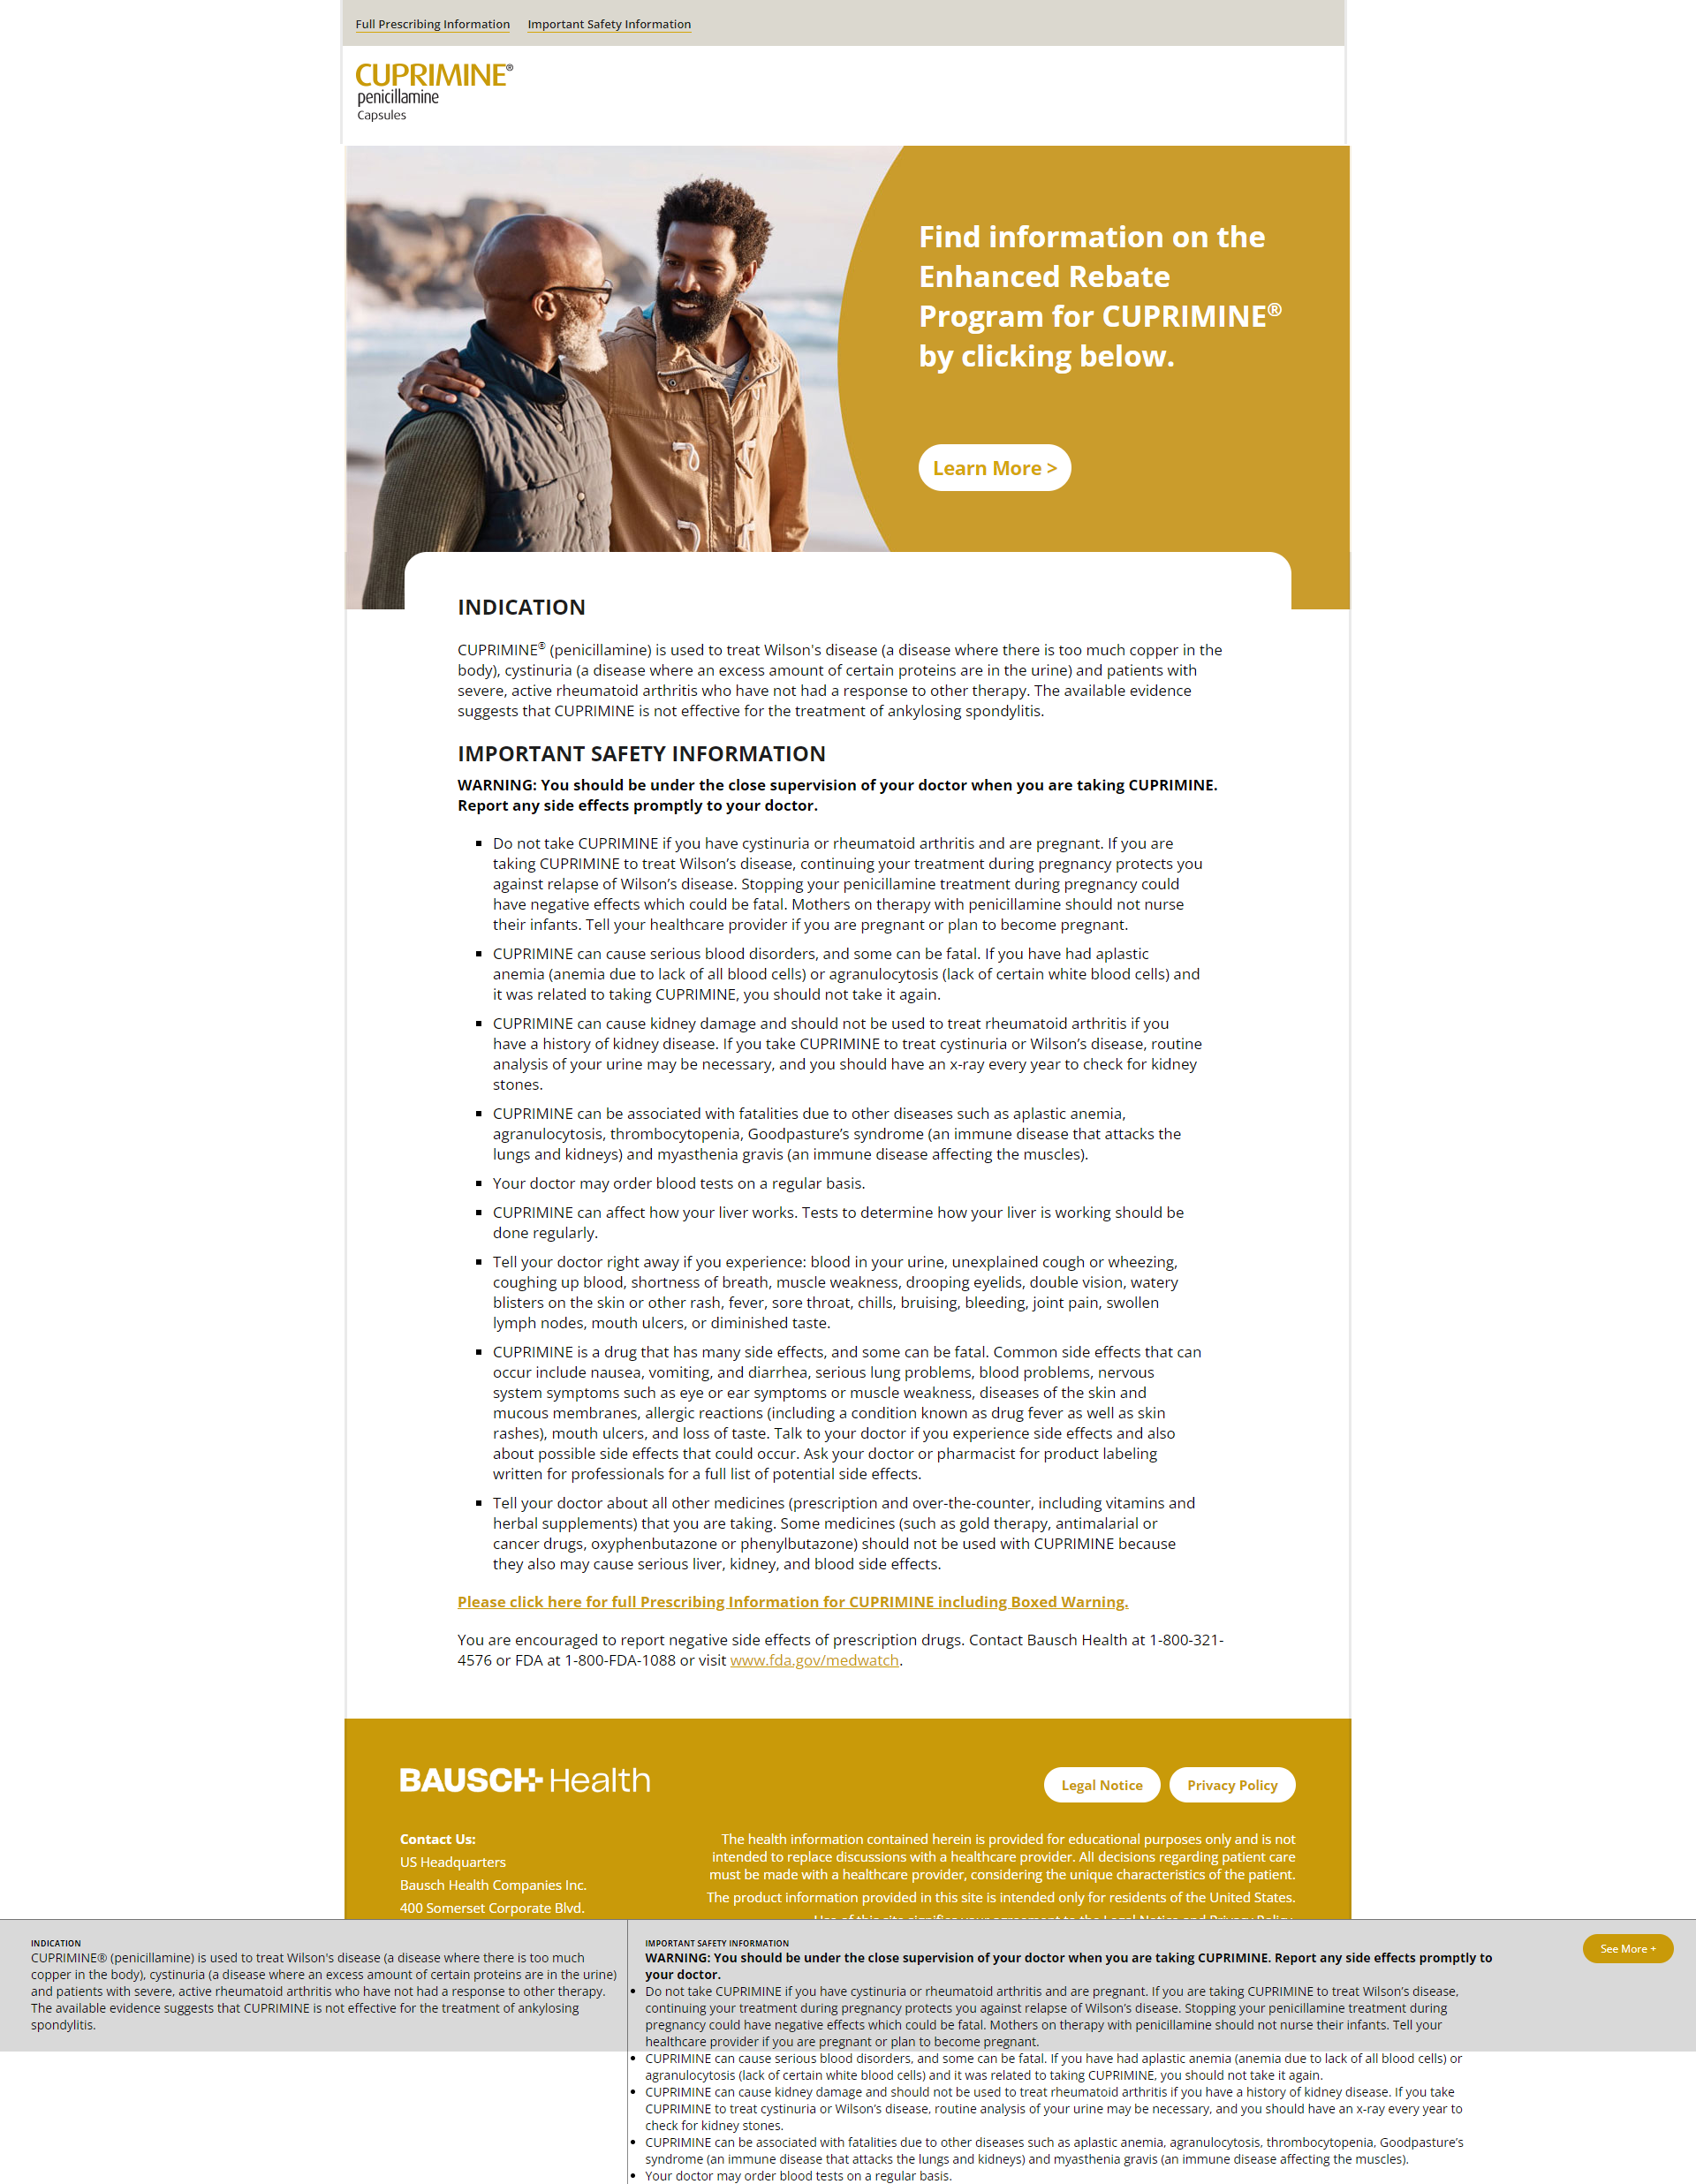 Full Prescribing Information Important Safety Information
CUPRIMINE®
penicillamine
Capsules
Find information on the
Enhanced Rebate
Program for CUPRIMINE®
by clicking below.
Learn More >
INDICATION
CUPRIMINE® (penicillamine) is used to treat Wilson's disease (a disease where there is too much copper in the
body), cystinuria (a disease where an excess amount of certain proteins are in the urine) and patients with
severe, active rheumatoid arthritis who have not had a response to other therapy. The available evidence
suggests that CUPRIMINE is not effective for the treatment of ankylosing spondylitis.
IMPORTANT SAFETY INFORMATION
WARNING: You should be under the close supervision of your doctor when you are taking CUPRIMINE.
Report any side effects promptly to your doctor.
Do not take CUPRIMINE if you have cystinuria or rheumatoid arthritis and are pregnant. If you are
taking CUPRIMINE to treat Wilson’s disease, continuing your treatment during pregnancy protects you
against relapse of Wilson’s disease. Stopping your penicillamine treatment during pregnancy could
have negative effects which could be fatal. Mothers on therapy with penicillamine should not nurse
their infants. Tell your healthcare provider if you are pregnant or plan to become pregnant.
CUPRIMINE can cause serious blood disorders, and some can be fatal. If you have had aplastic
anemia (anemia due to lack of all blood cells) or agranulocytosis (lack of certain white blood cells) and
it was related to taking CUPRIMINE, you should not take it again.
CUPRIMINE can cause kidney damage and should not be used to treat rheumatoid arthritis if you
have a history of kidney disease. If you take CUPRIMINE to treat cystinuria or Wilson’s disease, routine
analysis of your urine may be necessary, and you should have an x-ray every year to check for kidney
stones.
CUPRIMINE can be associated with fatalities due to other diseases such as aplastic anemia,
agranulocytosis, thrombocytopenia, Goodpasture’s syndrome (an immune disease that attacks the
lungs and kidneys) and myasthenia gravis (an immune disease affecting the muscles).
Your doctor may order blood tests on a regular basis.
CUPRIMINE can affect how your liver works. Tests to determine how your liver is working should be
done regularly.
Tell your doctor right away if you experience: blood in your urine, unexplained cough or wheezing,
coughing up blood, shortness of breath, muscle weakness, drooping eyelids, double vision, watery
blisters on the skin or other rash, fever, sore throat, chills, bruising, bleeding, joint pain, swollen
lymph nodes, mouth ulcers, or diminished taste.
CUPRIMINE is a drug that has many side effects, and some can be fatal. Common side effects that can
occur include nausea, vomiting, and diarrhea, serious lung problems, blood problems, nervous
system symptoms such as eye or ear symptoms or muscle weakness, diseases of the skin and
mucous membranes, allergic reactions (including a condition known as drug fever as well as skin
rashes), mouth ulcers, and loss of taste. Talk to your doctor if you experience side effects and also
about possible side effects that could occur. Ask your doctor or pharmacist for product labeling
written for professionals for a full list of potential side effects.
Tell your doctor about all other medicines (prescription and over-the-counter, including vitamins and
herbal supplements) that you are taking. Some medicines (such as gold therapy, antimalarial or
cancer drugs, oxyphenbutazone or phenylbutazone) should not be used with CUPRIMINE because
they also may cause serious liver, kidney, and blood side effects.
Please click here for full Prescribing Information for CUPRIMINE including Boxed Warning.
You are encouraged to report negative side effects of prescription drugs. Contact Bausch Health at 1-800-321-
4576 or FDA at 1-800-FDA-1088 or visit www.fda.gov/medwatch.
BAUSCH+ Health
Legal Notice Privacy Policy
Contact Us:
US Headquarters
Bausch Health Companies Inc.
400 Somerset Corporate Blvd.
The health information contained herein is provided for educational purposes only and is not
intended to replace discussions with a healthcare provider. All decisions regarding patient care
must be made with a healthcare provider, considering the unique characteristics of the patient.
The product information provided in this site is intended only for residents of the United States.
Use of this site signifies your agreement to the Legal Notice and Privacy Policy.
INDICATION
CUPRIMINE® (penicillamine) is used to treat Wilson's disease (a disease where there is too much
copper in the body), cystinuria (a disease where an excess amount of certain proteins are in the urine)
and patients with severe, active rheumatoid arthritis who have not had a response to other therapy.
The available evidence suggests that CUPRIMINE is not effective for the treatment of ankylosing
spondylitis.
IMPORTANT SAFETY INFORMATION
WARNING: You should be under the close supervision of your doctor when you are taking CUPRIMINE. Report any side effects promptly to
your doctor.
Do not take CUPRIMINE if you have cystinuria or rheumatoid arthritis and are pregnant. If you are taking CUPRIMINE to treat Wilson’s disease,
continuing your treatment during pregnancy protects you against relapse of Wilson’s disease. Stopping your penicillamine treatment during
pregnancy could have negative effects which could be fatal. Mothers on therapy with penicillamine should not nurse their infants. Tell your
healthcare provider if you are pregnant or plan to become pregnant.
CUPRIMINE can cause serious blood disorders, and some can be fatal. If you have had aplastic anemia (anemia due to lack of all blood cells) or
agranulocytosis (lack of certain white blood cells) and it was related to taking CUPRIMINE, you should not take it again.
CUPRIMINE can cause kidney damage and should not be used to treat rheumatoid arthritis if you have a history of kidney disease. If you take
CUPRIMINE to treat cystinuria or Wilson’s disease, routine analysis of your urine may be necessary, and you should have an x-ray every year to
check for kidney stones.
CUPRIMINE can be associated with fatalities due to other diseases such as aplastic anemia, agranulocytosis, thrombocytopenia, Goodpasture’s
syndrome (an immune disease that attacks the lungs and kidneys) and myasthenia gravis (an immune disease affecting the muscles).
Your doctor may order blood tests on a regular basis.
See More +